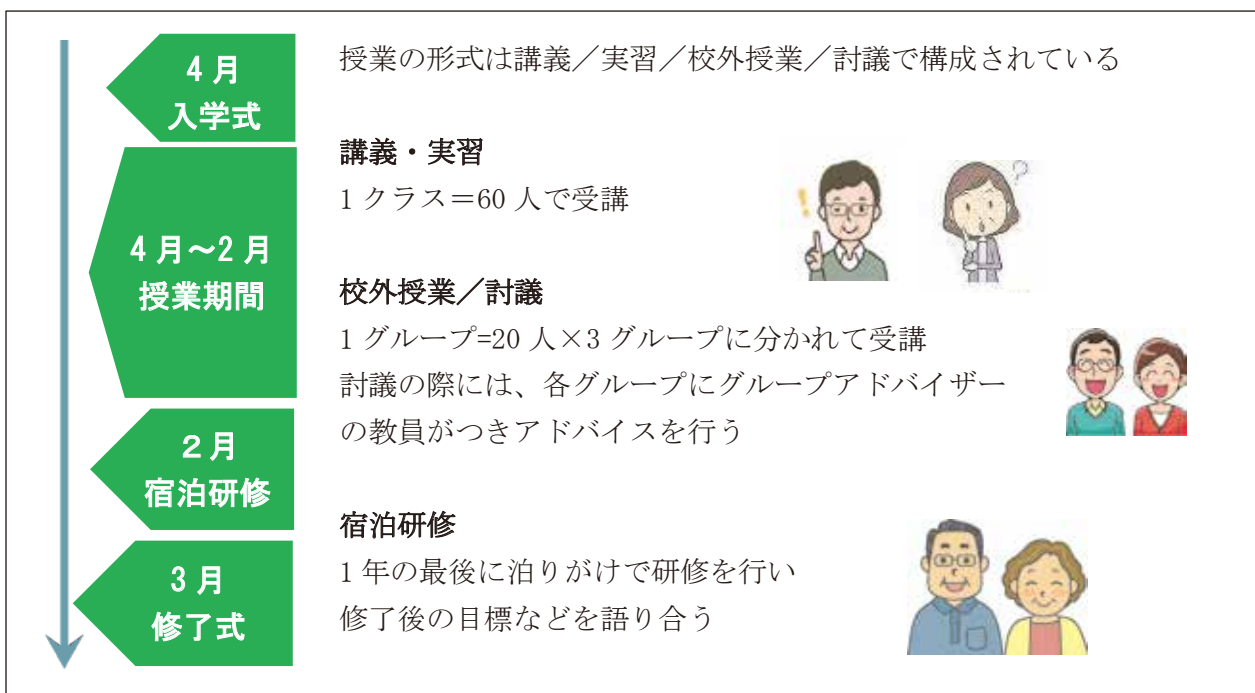 4月
入学式
4月～2月
授業期間
２月
宿泊研修
3月
修了式
授業の形式は講義／実習／校外授業／討議で構成されている
講義・実習
1クラス＝60人で受講
校外授業／討議
1グループ=20人×3グループに分かれて受講
討議の際には、各グループにグループアドバイザー
の教員がつきアドバイスを行う
宿泊研修
1年の最後に泊りがけで研修を行い
修了後の目標などを語り合う